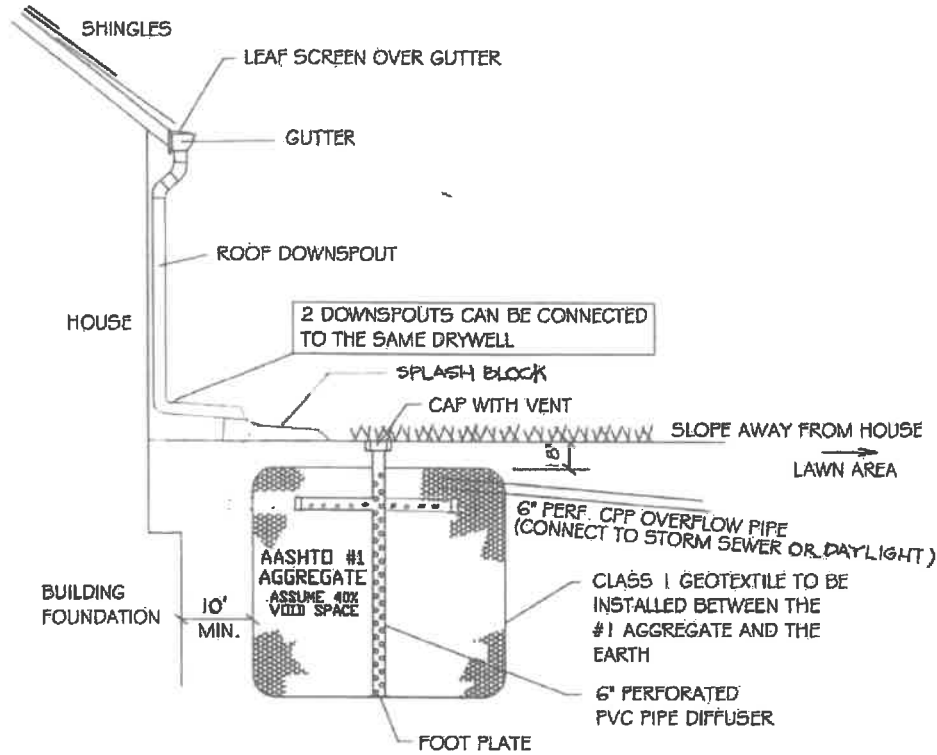 SHINGLES
LEAF SCREEN OVER GUTTER
GUTTER
ROOF DOWNSPOUT
HOUSE
2 DOWNSPOUTS CAN BE CONNECTED
TO THE SAME DRYWELL
SPLASH BLOCK
CAP WITH VENT
SLOPE AWAY FROM HOUSE
LAWN AREA
18"
6" PERF. CPP OVERFLOW PIPE
(CONNECT TO STORM SEWER OR DAYLIGHT)
AASHTO #1
AGGREGATE
ASSUME 40%
VOID SPACE
BUILDING
FOUNDATION
10'
MIN.
CLASS 1 GEOTEXTILE TO BE
INSTALLED BETWEEN THE
#1 AGGREGATE AND THE
EARTH
6" PERFORATED
PVC PIPE DIFFUSER
FOOT PLATE